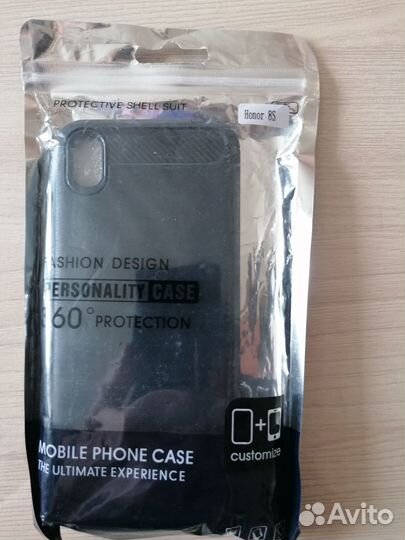 PROTECTIVE SHELL SUIT
Honor 8S
FASHION DESIGN
PERSONALITY CASE
360° PROTECTION
MOBILE PHONE CASE
THE ULTIMATE EXPERIENCE
+
customize
Avito